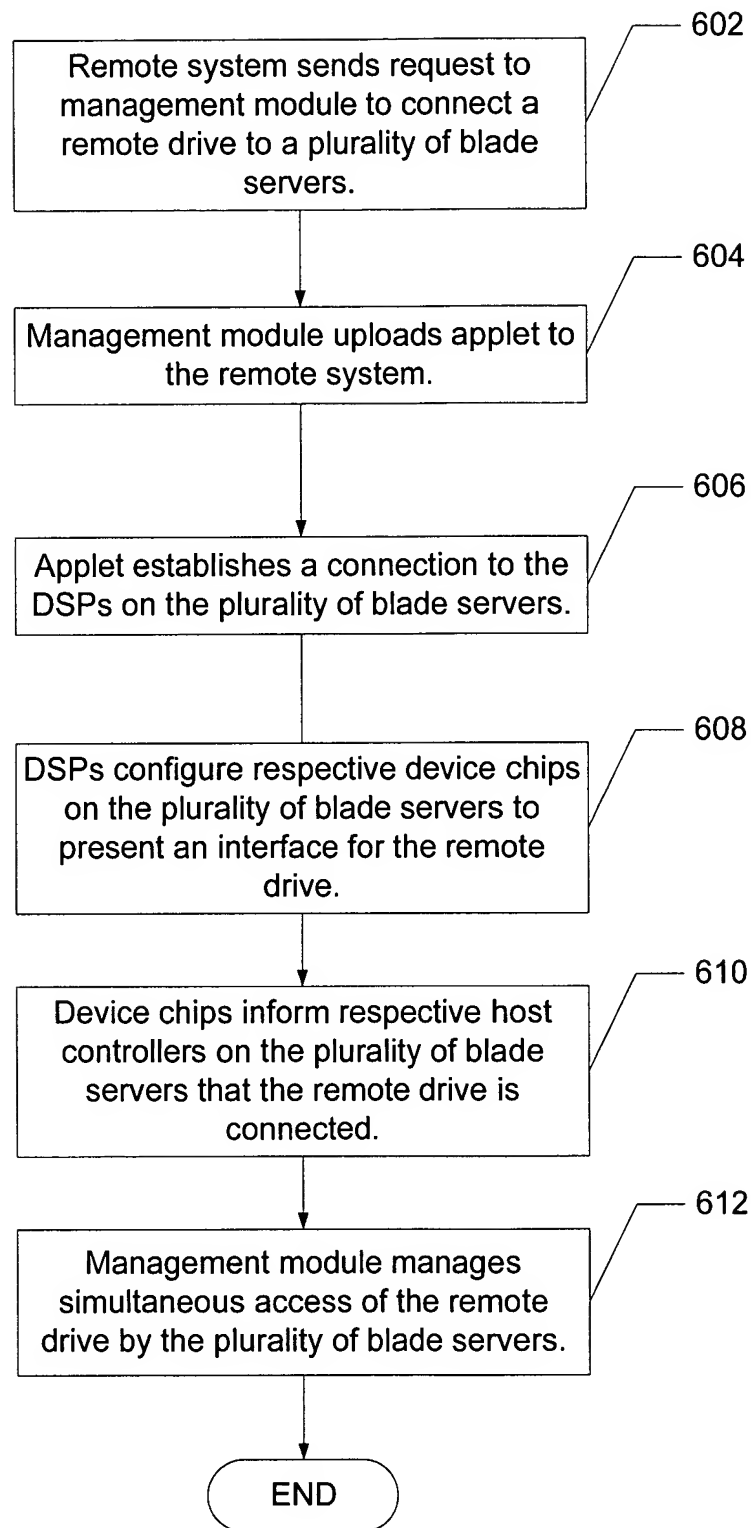 602
Remote system sends request to
management module to connect a
remote drive to a plurality of blade
servers.
604
Management module uploads applet to
the remote system.
606
Applet establishes a connection to the
DSPs on the plurality of blade servers.
608
DSPs configure respective device chips
on the plurality of blade servers to
present an interface for the remote
drive.
610
Device chips inform respective host
controllers on the plurality of blade
servers that the remote drive is
connected.
612
Management module manages
simultaneous access of the remote
drive by the plurality of blade servers.
END